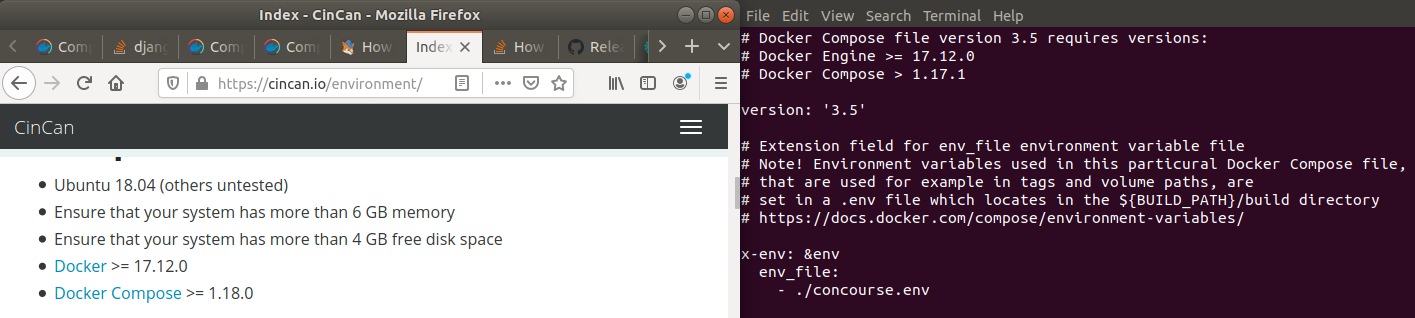 Index - CinCan - Mozilla Firefox
Comp
djang
Comp
Comp
How
Index
How
Relea
https://cincan.io/environment/
CinCan
Ubuntu 18.04 (others untested)
Ensure that your system has more than 6 GB memory
Ensure that your system has more than 4 GB free disk space
Docker >= 17.12.0
Docker Compose >= 1.18.0
File Edit View Search Terminal Help
# Docker Compose file version 3.5 requires versions:
# Docker Engine >= 17.12.0
# Docker Compose > 1.17.1
version: '3.5'
# Extension field for env_file environment variable file
# Note! Environment variables used in this particural Docker Compose file,
# that are used for example in tags and volume paths, are
# set in a .env file which locates in the ${BUILD_PATH}/build directory
# https://docs.docker.com/compose/environment-variables/
x-env: &env
  env_file:
    - ./concourse.env